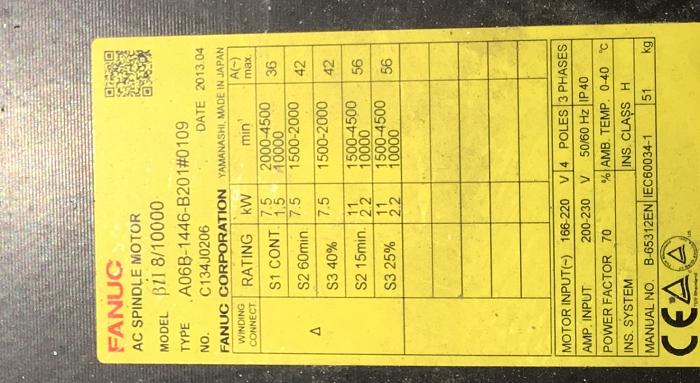 FANUC
AC SPINDLE MOTOR
MODEL βiI 8/10000
TYPE A06B-1446-B201#0109
NO. C134J0206 DATE 2013.04
FANUC CORPORATION YAMANASHI, MADE IN JAPAN
WINDING CONNECT RATING kW min⁻¹ A(~) max.
Δ
S1 CONT. 7.5 2000-4500 36
1.5 10000
S2 60min. 7.5 1500-2000 42
S3 40% 7.5 1500-2000 42
S2 15min. 11 1500-4500 56
2.2 10000
S3 25% 11 1500-4500 56
2.2 10000
MOTOR INPUT(~) 166-220 V 4 POLES 3 PHASES
AMP. INPUT 200-230 V 50/60 Hz IP40
POWER FACTOR 70 % AMB. TEMP. 0-40 °C
INS. SYSTEM INS. CLASS H
MANUAL NO. B-65312EN IEC60034-1 51 kg
CE